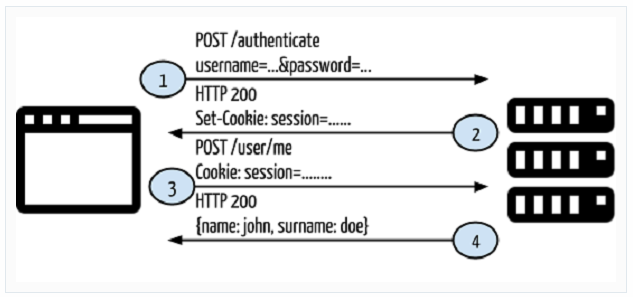 POST /authenticate
username=...&password=...
1
HTTP 200
Set-Cookie: session=......
2
POST /user/me
Cookie: session=........
3
HTTP 200
{name: john, surname: doe}
4